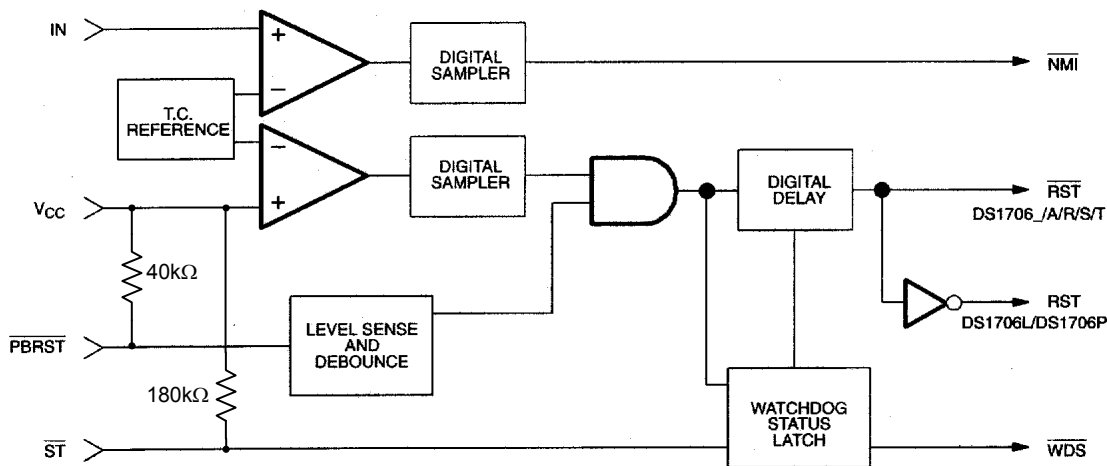 IN
+
−
DIGITAL
SAMPLER
NMI
T.C.
REFERENCE
−
+
DIGITAL
SAMPLER
DIGITAL
DELAY
RST
DS1706_/A/R/S/T
VCC
40kΩ
RST
DS1706L/DS1706P
PBRST
LEVEL SENSE
AND
DEBOUNCE
180kΩ
WATCHDOG
STATUS
LATCH
ST
WDS